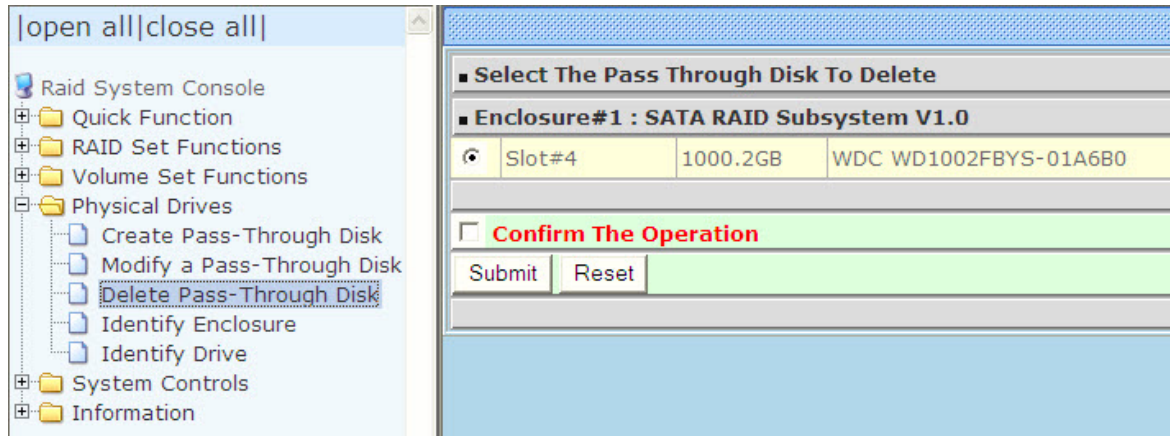 |open all|close all|
Raid System Console
Quick Function
RAID Set Functions
Volume Set Functions
Physical Drives
Create Pass-Through Disk
Modify a Pass-Through Disk
Delete Pass-Through Disk
Identify Enclosure
Identify Drive
System Controls
Information
Select The Pass Through Disk To Delete
Enclosure#1 : SATA RAID Subsystem V1.0
Slot#4 1000.2GB WDC WD1002FBYS-01A6B0
Confirm The Operation
Submit Reset